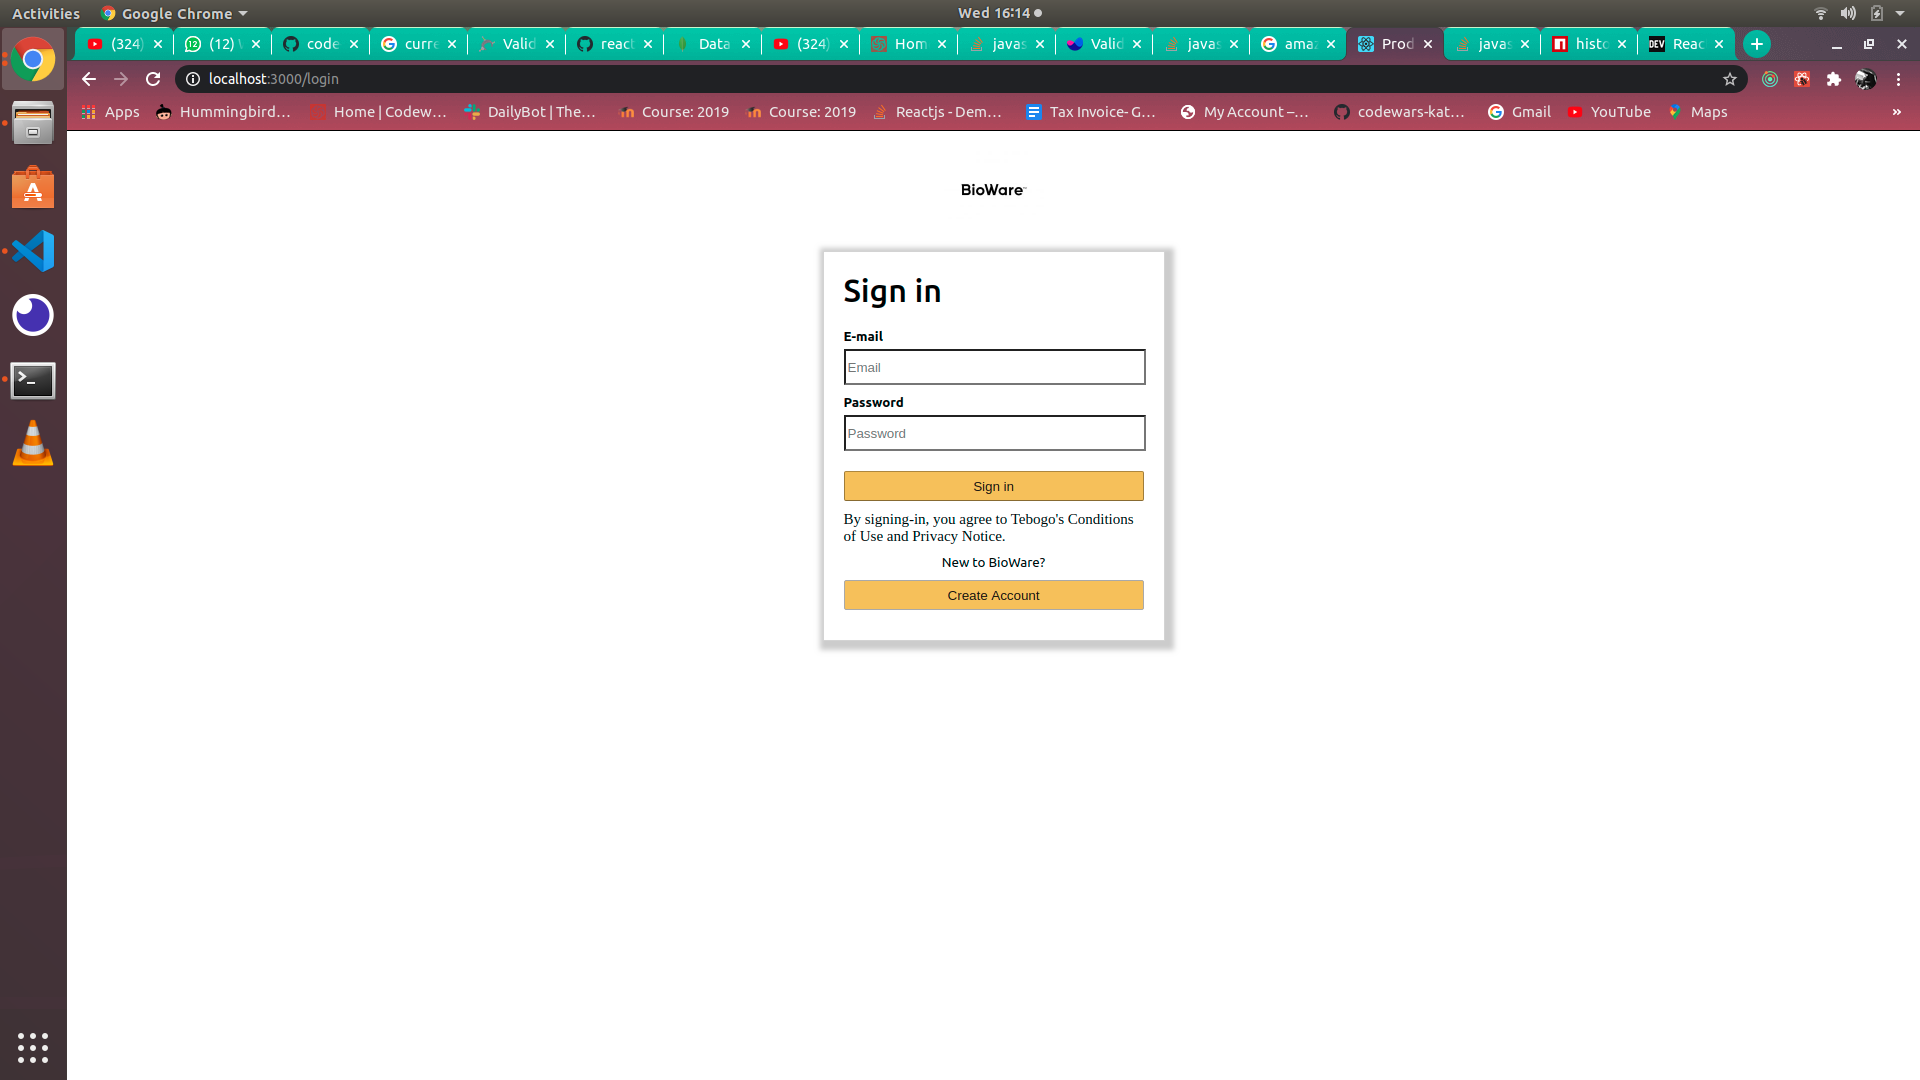 Activities
Google Chrome
Wed 16:14
(324)
(12)
code
curre
Valid
react
Data
(324)
Hom
javas
Valid
javas
amaz
Prod
javas
histo
DEV
Reac
localhost:3000/login
Apps
Hummingbird...
Home | Codew...
DailyBot | The...
Course: 2019
Course: 2019
Reactjs - Dem...
Tax Invoice- G...
My Account –...
codewars-kat...
Gmail
YouTube
Maps
»
BioWare™
Sign in
E-mail
Email
Password
Password
Sign in
By signing-in, you agree to Tebogo's Conditions
of Use and Privacy Notice.
New to BioWare?
Create Account